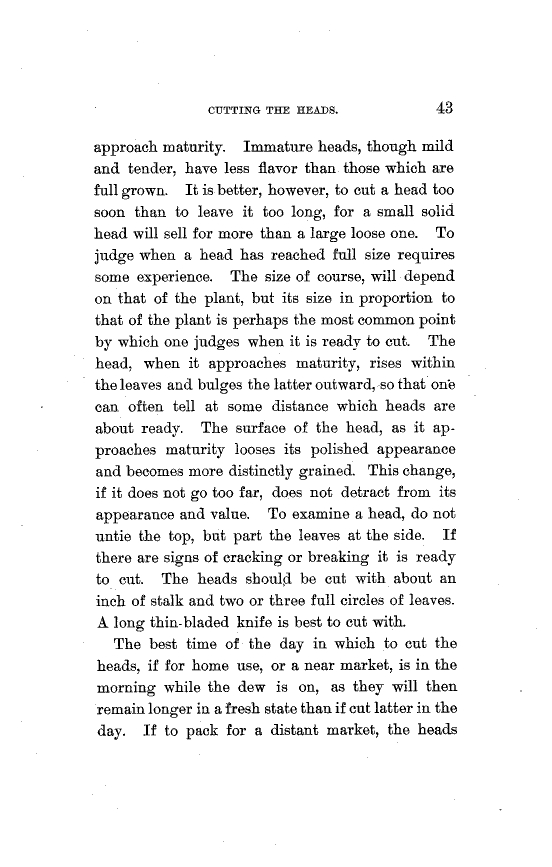 CUTTING THE HEADS. 43
approach maturity. Immature heads, though mild
and tender, have less flavor than those which are
full grown. It is better, however, to cut a head too
soon than to leave it too long, for a small solid
head will sell for more than a large loose one. To
judge when a head has reached full size requires
some experience. The size of course, will depend
on that of the plant, but its size in proportion to
that of the plant is perhaps the most common point
by which one judges when it is ready to cut. The
head, when it approaches maturity, rises within
the leaves and bulges the latter outward, so that one
can often tell at some distance which heads are
about ready. The surface of the head, as it ap-
proaches maturity looses its polished appearance
and becomes more distinctly grained. This change,
if it does not go too far, does not detract from its
appearance and value. To examine a head, do not
untie the top, but part the leaves at the side. If
there are signs of cracking or breaking it is ready
to cut. The heads should be cut with about an
inch of stalk and two or three full circles of leaves.
A long thin-bladed knife is best to cut with.
The best time of the day in which to cut the
heads, if for home use, or a near market, is in the
morning while the dew is on, as they will then
remain longer in a fresh state than if cut latter in the
day. If to pack for a distant market, the heads